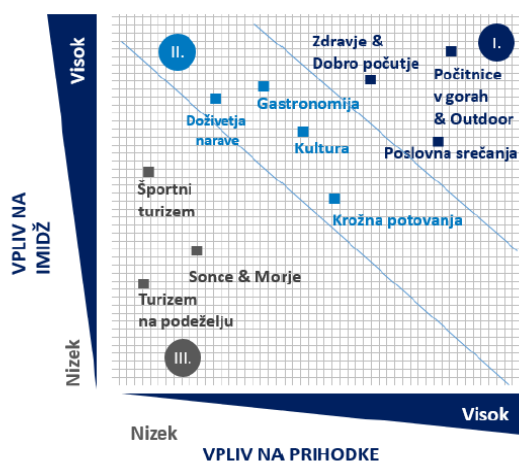 Visok
VPLIV NA
IMIDŽ
Nizek
II.
I.
Zdravje &
Dobro počutje
Počitnice
v gorah
& Outdoor
Gastronomija
Doživetja
narave
Kultura
Poslovna srečanja
Športni
turizem
Krožna potovanja
Sonce & Morje
Turizem
na podeželju
III.
Visok
Nizek
VPLIV NA PRIHODKE